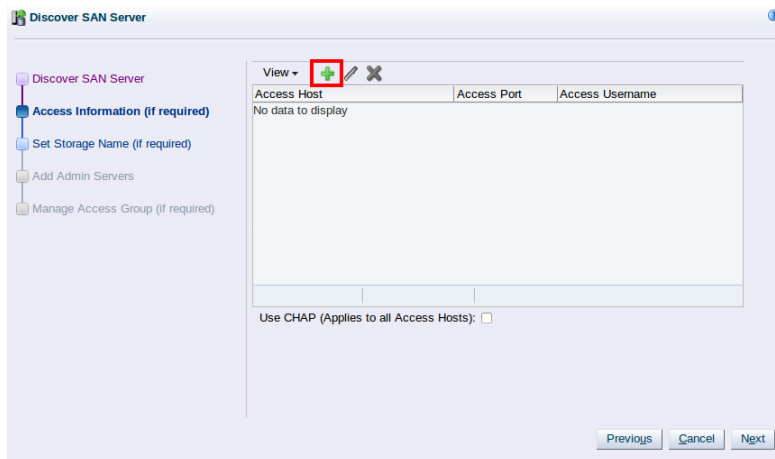 Discover SAN Server
Discover SAN Server
Access Information (if required)
Set Storage Name (if required)
Add Admin Servers
Manage Access Group (if required)
View
Access Host Access Port Access Username
No data to display
Use CHAP (Applies to all Access Hosts):
Previous Cancel Next